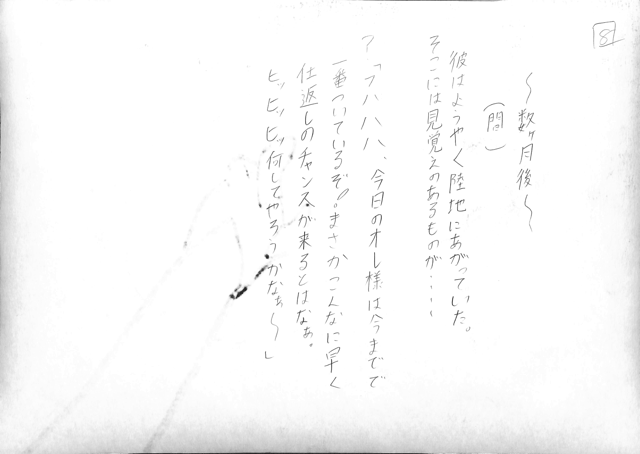 8
～数ヶ月後～
（間）
彼はようやく陸地にあがっていた。
そこには見覚えのあるものが・・・・
？「フハハハ、今日のオレ様は今までで
一番ついているぞ。まさかこんなに早く
仕返しのチャンスが来るとはなぁ。
ヒッヒッヒッ何してやろうかなぁ～」